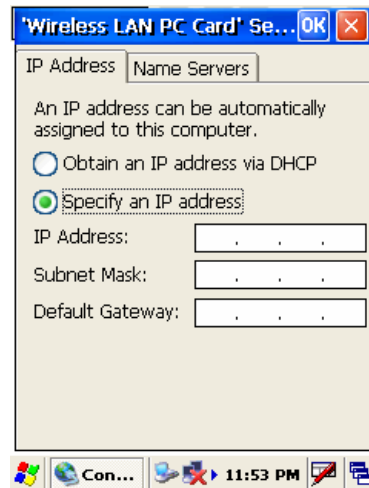 'Wireless LAN PC Card' Se... OK
IP Address Name Servers
An IP address can be automatically
assigned to this computer.
Obtain an IP address via DHCP
Specify an IP address
IP Address: . . .
Subnet Mask: . . .
Default Gateway: . . .
Con... 11:53 PM